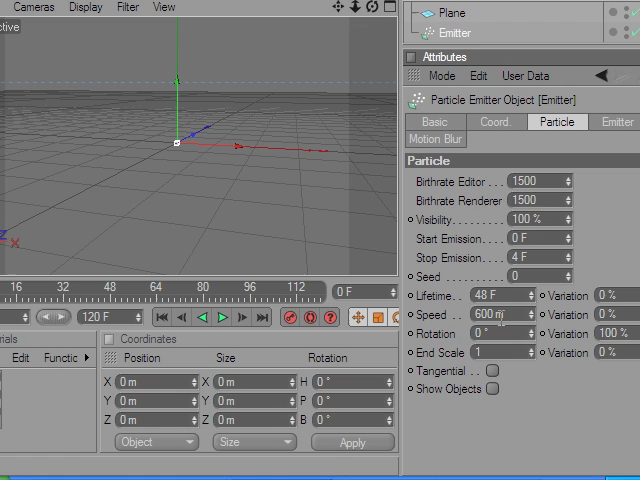 Cameras Display Filter View
ctive
Plane
Emitter
Attributes
Mode Edit User Data
Particle Emitter Object [Emitter]
Basic Coord. Particle Emitter
Motion Blur
Particle
Birthrate Editor . . . 1500
Birthrate Renderer 1500
Visibility. . . . . . . . . 100 %
Start Emission. . . . 0 F
Stop Emission. . . . 4 F
Seed . . . . . . . . . . . 0
Lifetime. . 48 F Variation 0 %
Speed . . 600 m Variation 0 %
Rotation 0 ° Variation 100 %
End Scale 1 Variation 0 %
Tangential . .
Show Objects
Z X
16 32 48 64 80 96 112 0 F
120 F
rials
Edit Functic
Coordinates
Position Size Rotation
X 0 m X 0 m H 0 °
Y 0 m Y 0 m P 0 °
Z 0 m Z 0 m B 0 °
Object Size Apply